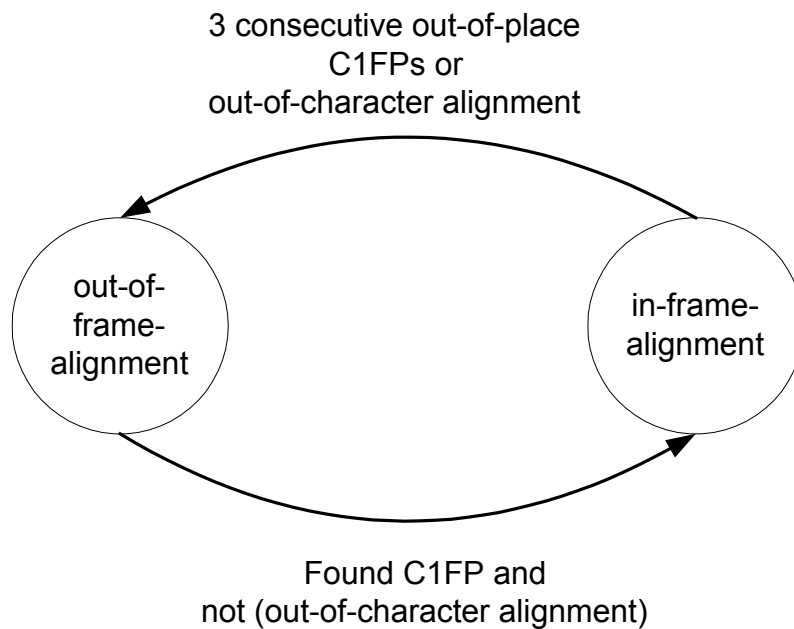 3 consecutive out-of-place
C1FPs or
out-of-character alignment
out-of-
frame-
alignment
in-frame-
alignment
Found C1FP and
not (out-of-character alignment)